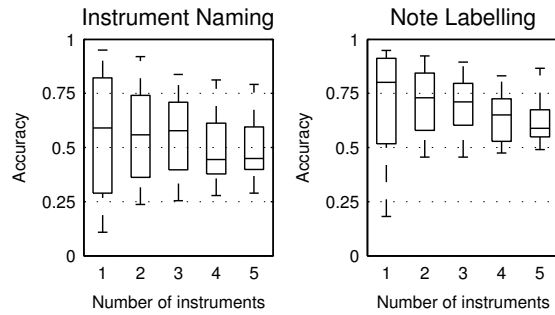 Instrument Naming
1
0.75
0.5
0.25
0
Accuracy
1 2 3 4 5
Number of instruments
Note Labelling
1
0.75
0.5
0.25
0
Accuracy
1 2 3 4 5
Number of instruments